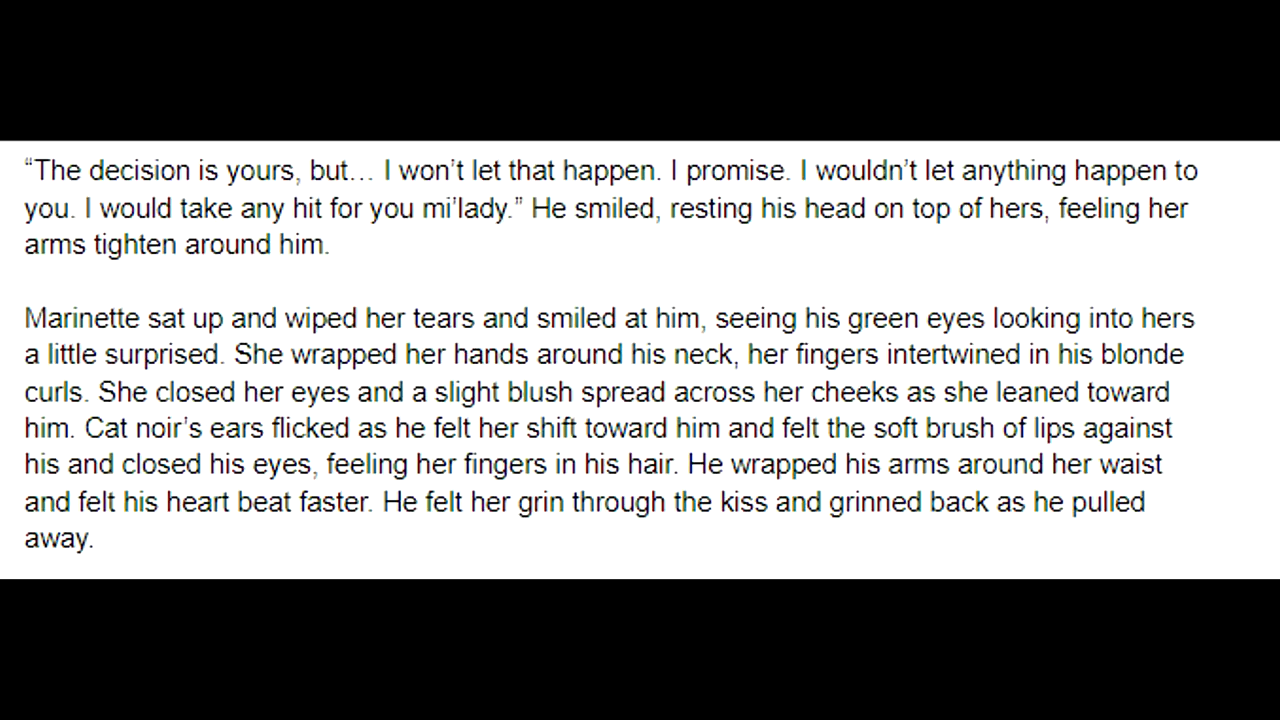 “The decision is yours, but… I won’t let that happen. I promise. I wouldn’t let anything happen to
you. I would take any hit for you mi’lady.” He smiled, resting his head on top of hers, feeling her
arms tighten around him.
Marinette sat up and wiped her tears and smiled at him, seeing his green eyes looking into hers
a little surprised. She wrapped her hands around his neck, her fingers intertwined in his blonde
curls. She closed her eyes and a slight blush spread across her cheeks as she leaned toward
him. Cat noir’s ears flicked as he felt her shift toward him and felt the soft brush of lips against
his and closed his eyes, feeling her fingers in his hair. He wrapped his arms around her waist
and felt his heart beat faster. He felt her grin through the kiss and grinned back as he pulled
away.